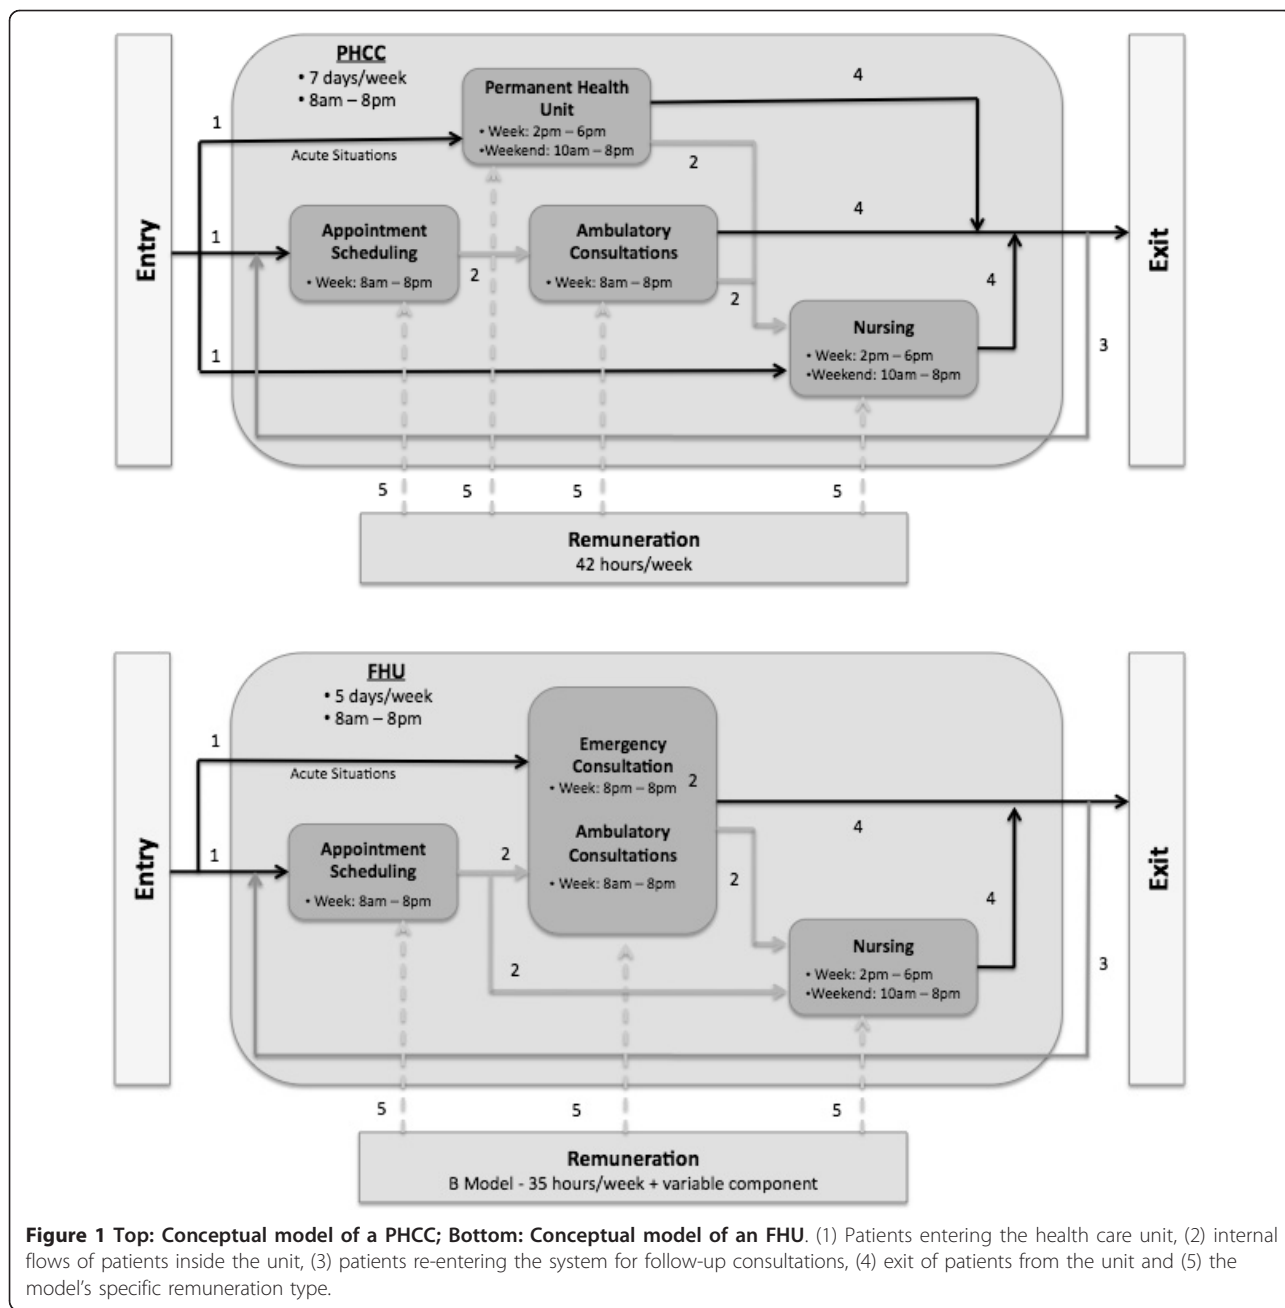 PHCC
• 7 days/week
• 8am – 8pm
Entry
1
Acute Situations
Permanent Health
Unit
• Week: 2pm – 6pm
•Weekend: 10am – 8pm
4
2
1
Appointment
Scheduling
• Week: 8am – 8pm
2
Ambulatory
Consultations
• Week: 8am – 8pm
4
2
1
Nursing
• Week: 2pm – 6pm
•Weekend: 10am – 8pm
4
3
Exit
5
5
5
5
Remuneration
42 hours/week
FHU
• 5 days/week
• 8am – 8pm
Entry
1
Acute Situations
Emergency
Consultation
• Week: 8pm – 8pm
2
Ambulatory
Consultations
• Week: 8am – 8pm
4
1
Appointment
Scheduling
• Week: 8am – 8pm
2
2
2
Nursing
• Week: 2pm – 6pm
•Weekend: 10am – 8pm
4
3
Exit
5
5
5
Remuneration
B Model - 35 hours/week + variable component
Figure 1 Top: Conceptual model of a PHCC; Bottom: Conceptual model of an FHU. (1) Patients entering the health care unit, (2) internal
flows of patients inside the unit, (3) patients re-entering the system for follow-up consultations, (4) exit of patients from the unit and (5) the
model's specific remuneration type.